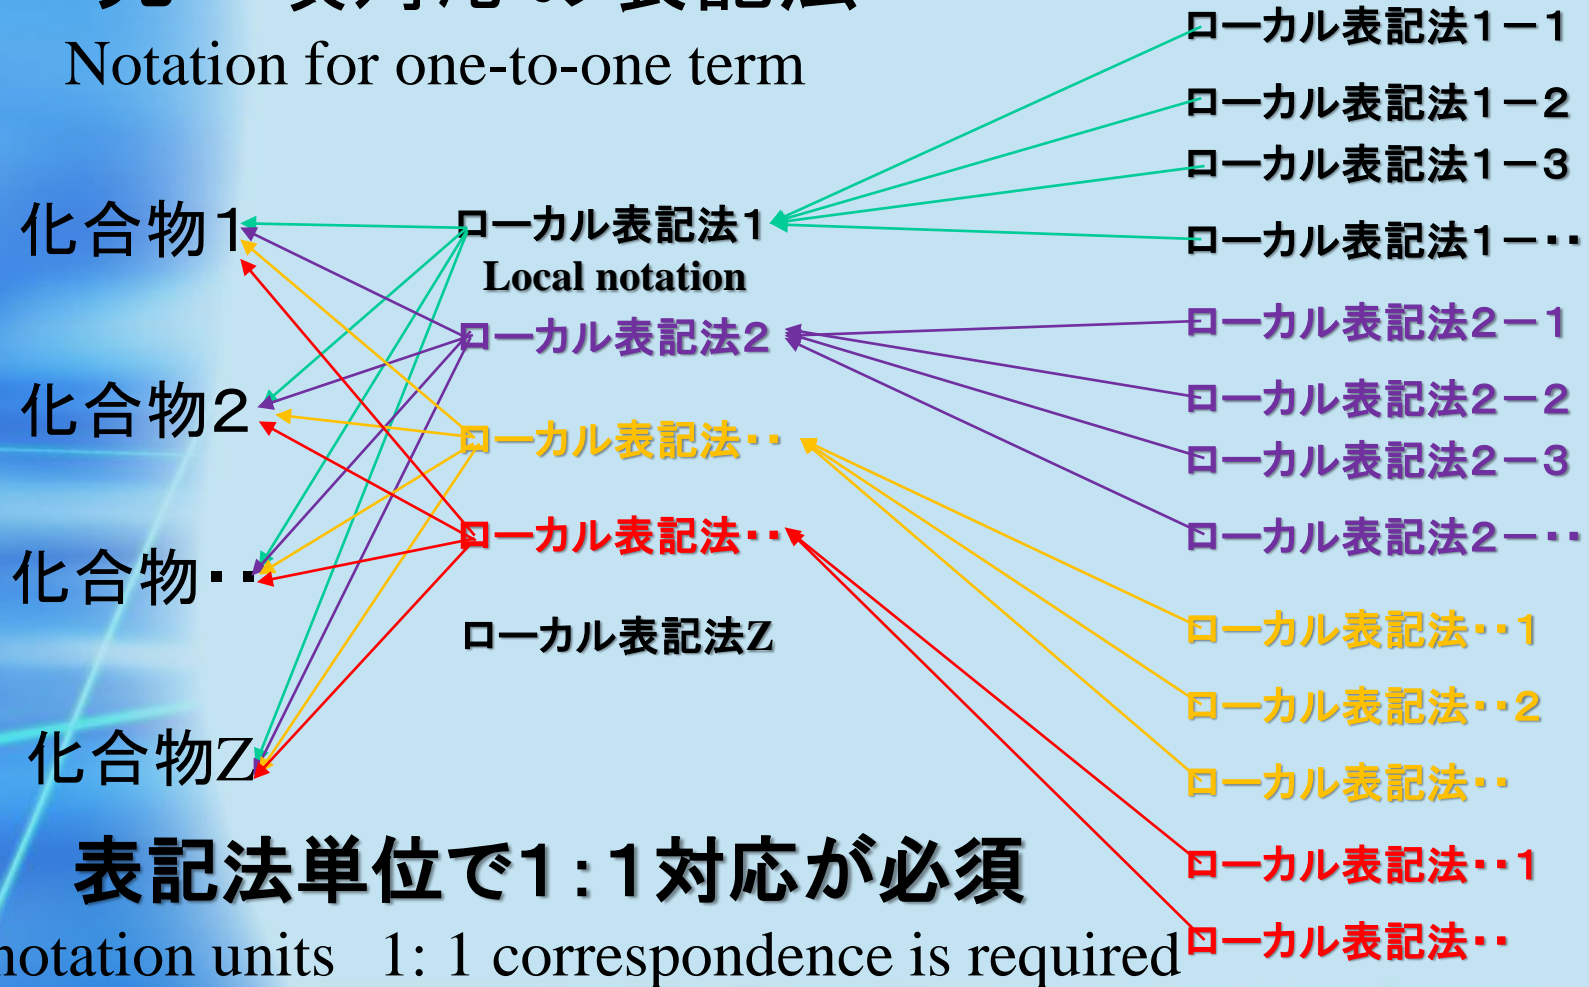 Notation for one-to-one term
化合物1
化合物2
化合物・・
化合物Z
ローカル表記法1
Local notation
ローカル表記法2
ローカル表記法・・
ローカル表記法・・
ローカル表記法Z
ローカル表記法1－1
ローカル表記法1－2
ローカル表記法1－3
ローカル表記法1－・・
ローカル表記法2－1
ローカル表記法2－2
ローカル表記法2－3
ローカル表記法2－・・
ローカル表記法・・1
ローカル表記法・・2
ローカル表記法・・
ローカル表記法・・1
ローカル表記法・・
表記法単位で1:1対応が必須
notation units 1: 1 correspondence is required